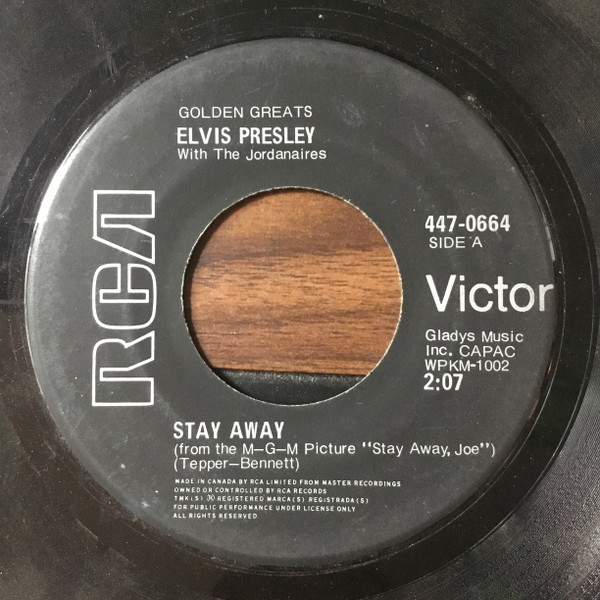 GOLDEN GREATS
ELVIS PRESLEY
With The Jordanaires
RCA
447-0664
SIDE A
Victor
Gladys Music
Inc. CAPAC
WPKM-1002
2:07
STAY AWAY
(from the M-G-M Picture "Stay Away, Joe")
(Tepper-Bennett)
MADE IN CANADA BY RCA LIMITED FROM MASTER RECORDINGS
OWNED OR CONTROLLED BY RCA RECORDS
TMK(S) REGISTERED MARCA(S) REGISTRADA(S)
FOR PUBLIC PERFORMANCE UNDER LICENSE ONLY
ALL RIGHTS RESERVED